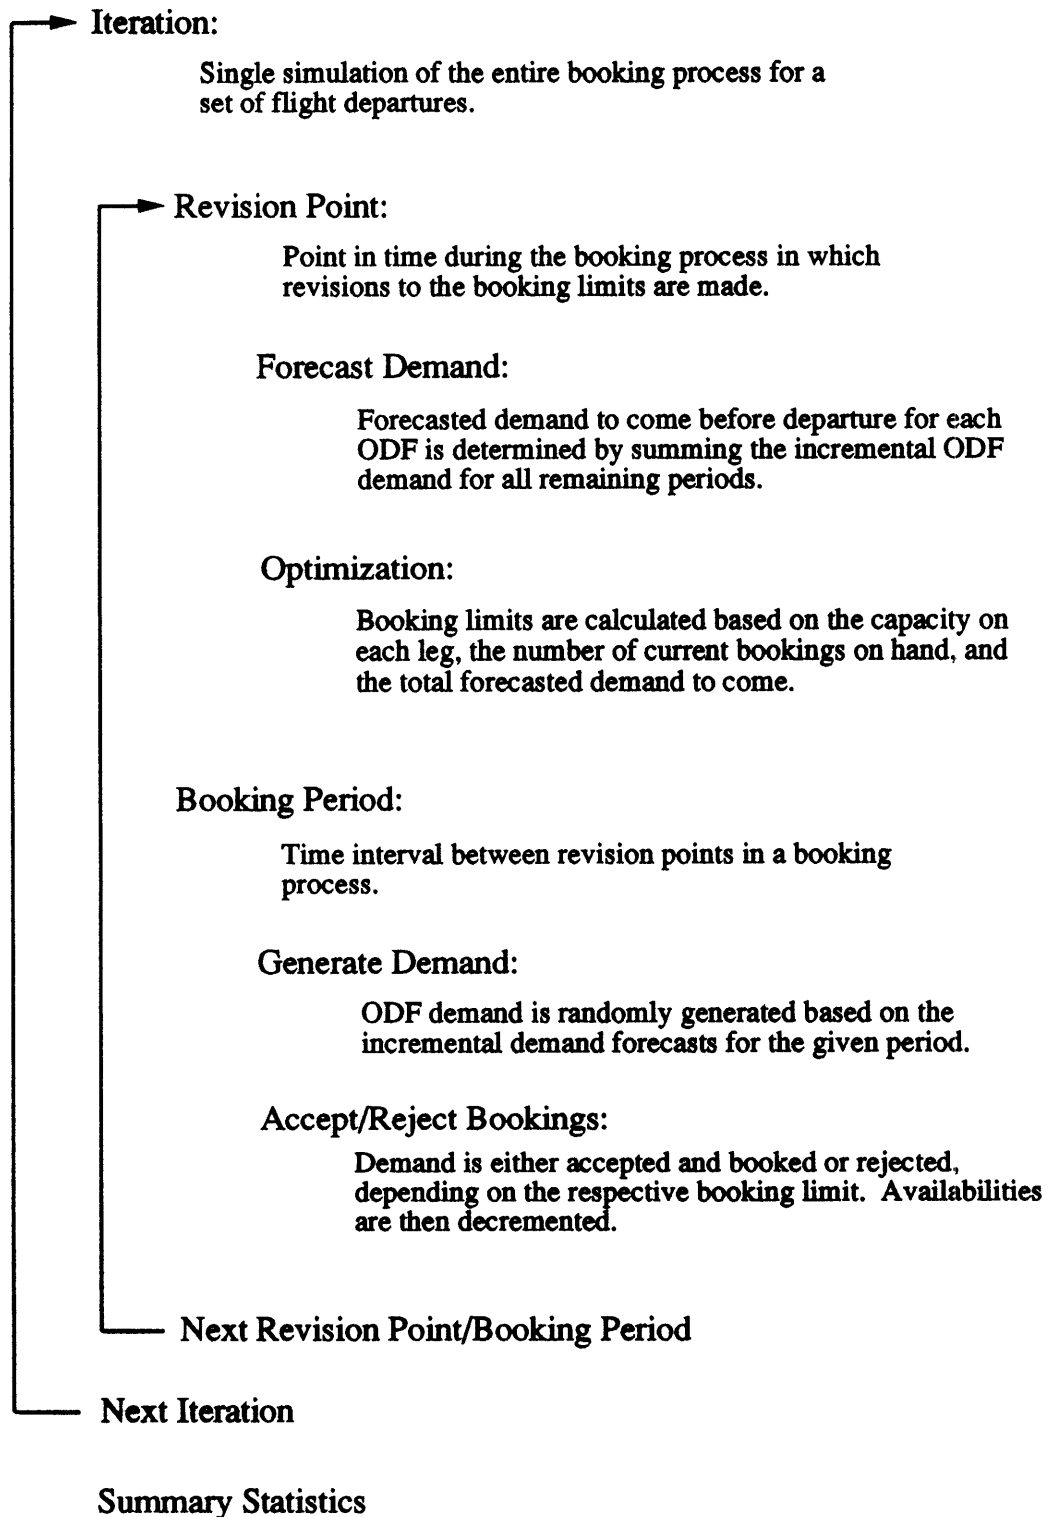 Iteration:
Single simulation of the entire booking process for a
set of flight departures.
Revision Point:
Point in time during the booking process in which
revisions to the booking limits are made.
Forecast Demand:
Forecasted demand to come before departure for each
ODF is determined by summing the incremental ODF
demand for all remaining periods.
Optimization:
Booking limits are calculated based on the capacity on
each leg, the number of current bookings on hand, and
the total forecasted demand to come.
Booking Period:
Time interval between revision points in a booking
process.
Generate Demand:
ODF demand is randomly generated based on the
incremental demand forecasts for the given period.
Accept/Reject Bookings:
Demand is either accepted and booked or rejected,
depending on the respective booking limit. Availabilities
are then decremented.
Next Revision Point/Booking Period
Next Iteration
Summary Statistics